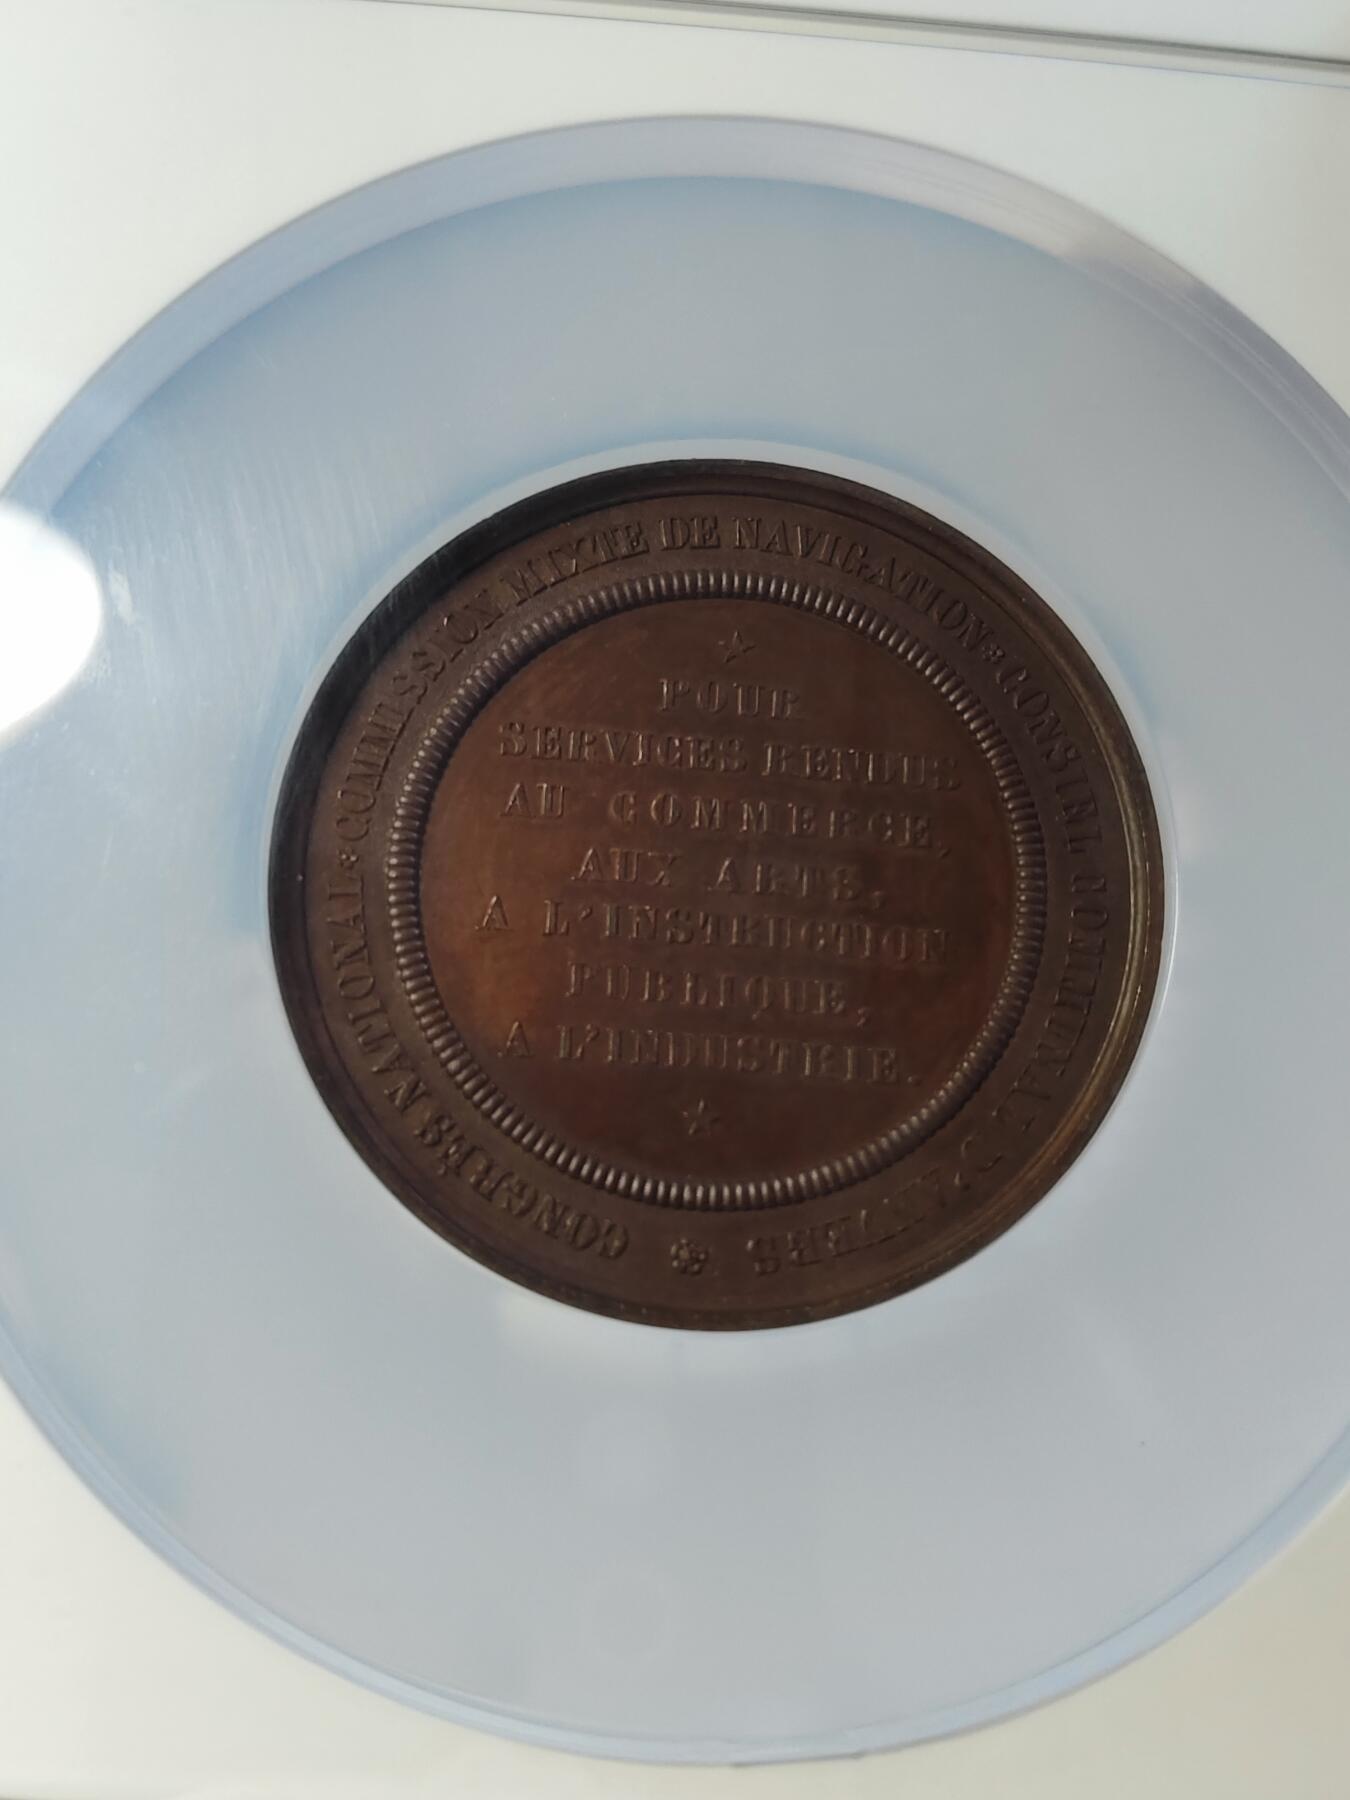 CONGRÈS NATIONAL * COMMISSION MIXTE DE NAVIGATION * CONSEIL COMMUNAL D'ANVERS
POUR
SERVICES RENDUS
AU COMMERCE,
AUX ARTS,
A L'INSTRUCTION
PUBLIQUE,
A L'INDUSTRIE.